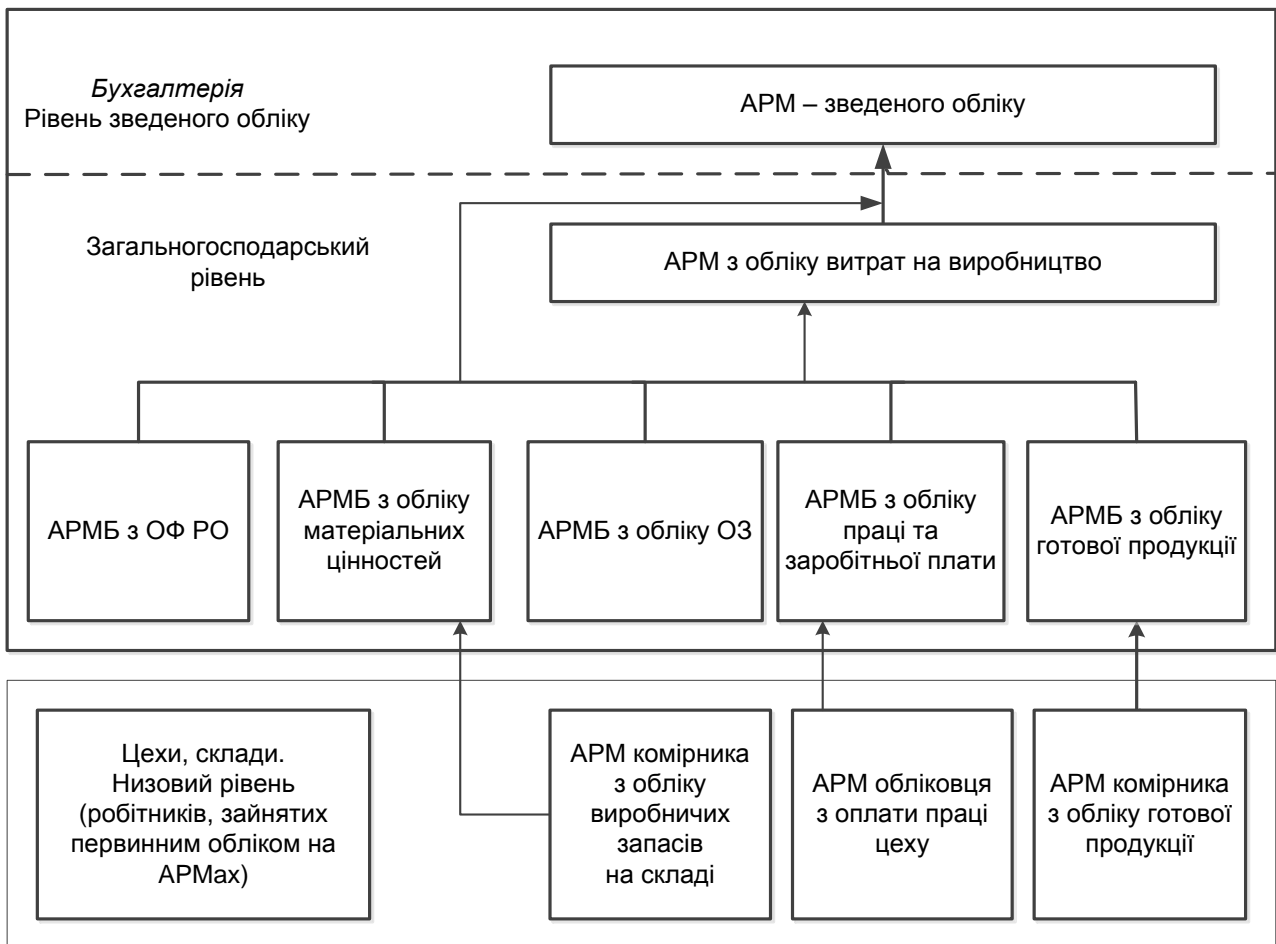 Бухгалтерія
Рівень зведеного обліку
АРМ – зведеного обліку
Загальногосподарський
рівень
АРМ з обліку витрат на виробництво
АРМБ з ОФ РО
АРМБ з обліку
матеріальних
цінностей
АРМБ з обліку ОЗ
АРМБ з обліку
праці та
заробітньої плати
АРМБ з обліку
готової продукції
Цехи, склади.
Низовий рівень
(робітників, зайнятих
первинним обліком на
АРМах)
АРМ комірника
з обліку
виробничих
запасів
на складі
АРМ обліковця
з оплати праці
цеху
АРМ комірника
з обліку готової
продукції